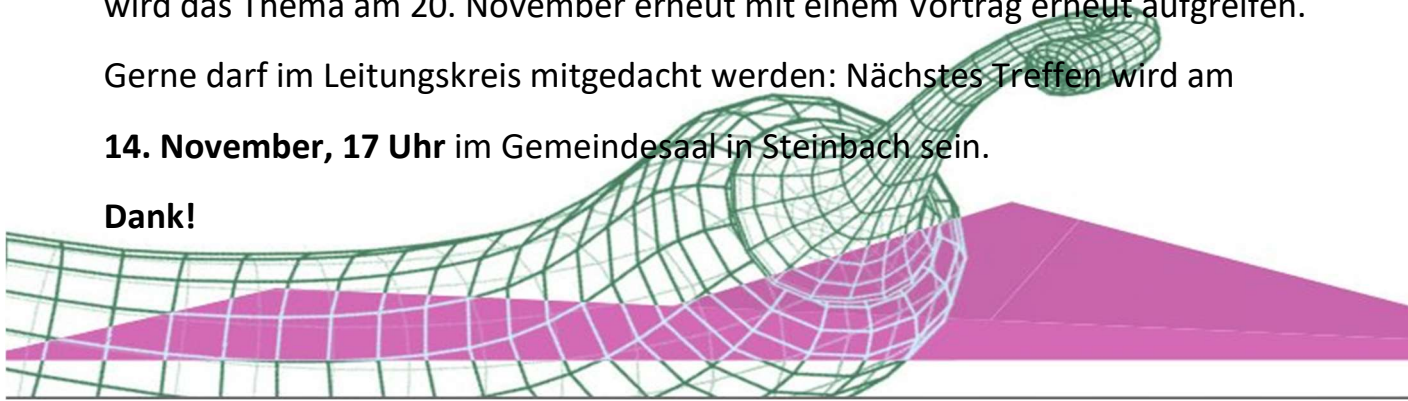 wird das Thema am 20. November erneut mit einem Vortrag erneut aufgreifen.
Gerne darf im Leitungskreis mitgedacht werden: Nächstes Treffen wird am
14. November, 17 Uhr im Gemeindesaal in Steinbach sein.
Dank!